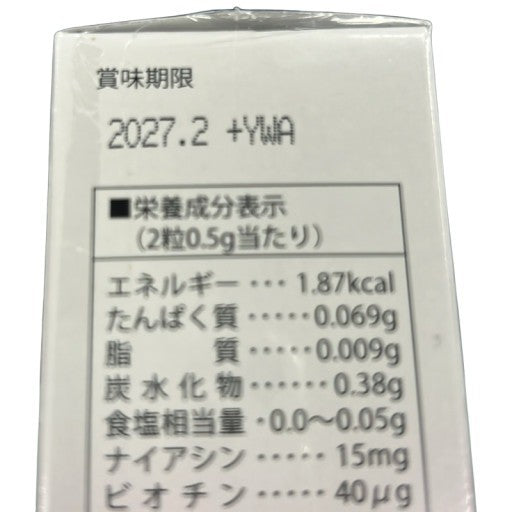 賞味期限
2027.2 +YWA
■栄養成分表示
（2粒0.5g当たり）
エネルギー･･･1.87kcal
たんぱく質･････0.069g
脂　　　質･････0.009g
炭水化物･･････0.38g
食塩相当量･0.0～0.05g
ナイアシン･････15mg
ビオチン･････40μg